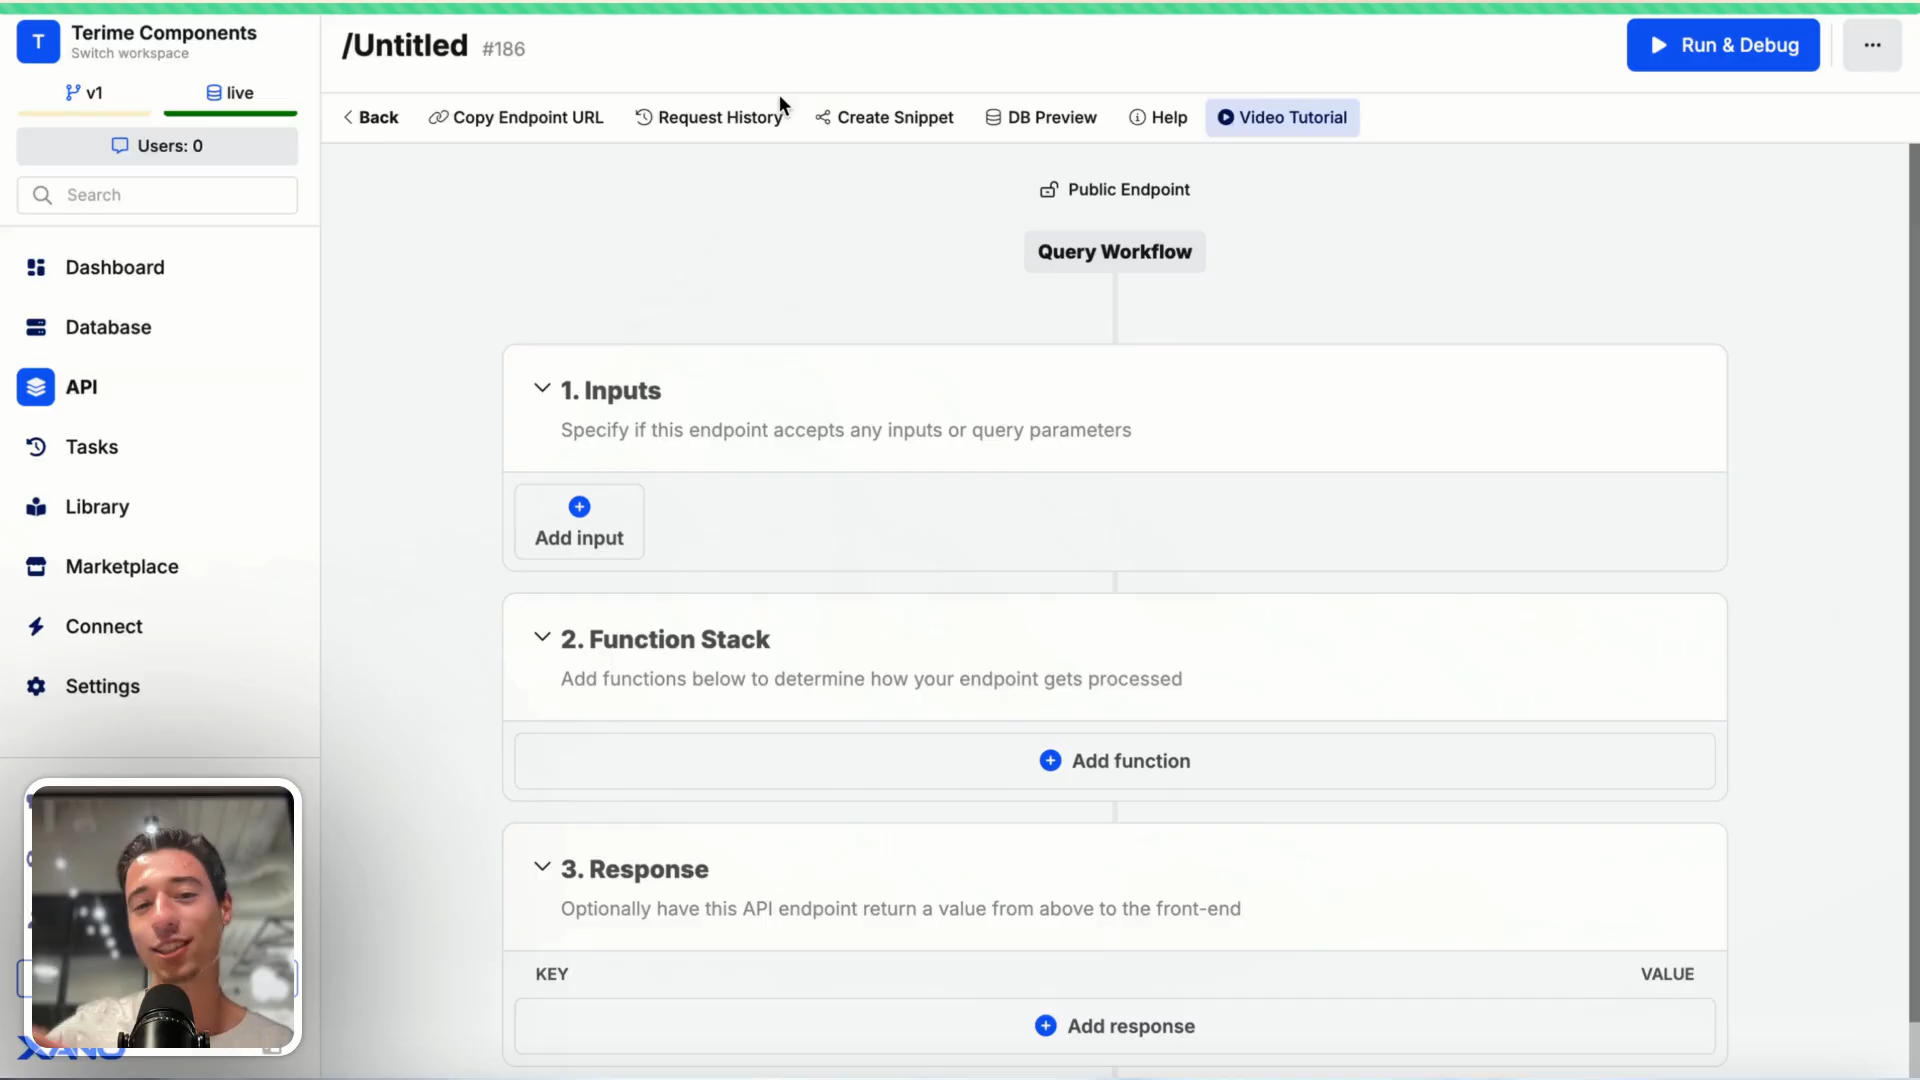 T
Terime Components
Switch workspace
v1
live
Users: 0
Search
Dashboard
Database
API
Tasks
Library
Marketplace
Connect
Settings
XANO
/Untitled #186
Run & Debug
Back
Copy Endpoint URL
Request History
Create Snippet
DB Preview
Help
Video Tutorial
Public Endpoint
Query Workflow
1. Inputs
Specify if this endpoint accepts any inputs or query parameters
Add input
2. Function Stack
Add functions below to determine how your endpoint gets processed
Add function
3. Response
Optionally have this API endpoint return a value from above to the front-end
KEY
VALUE
Add response